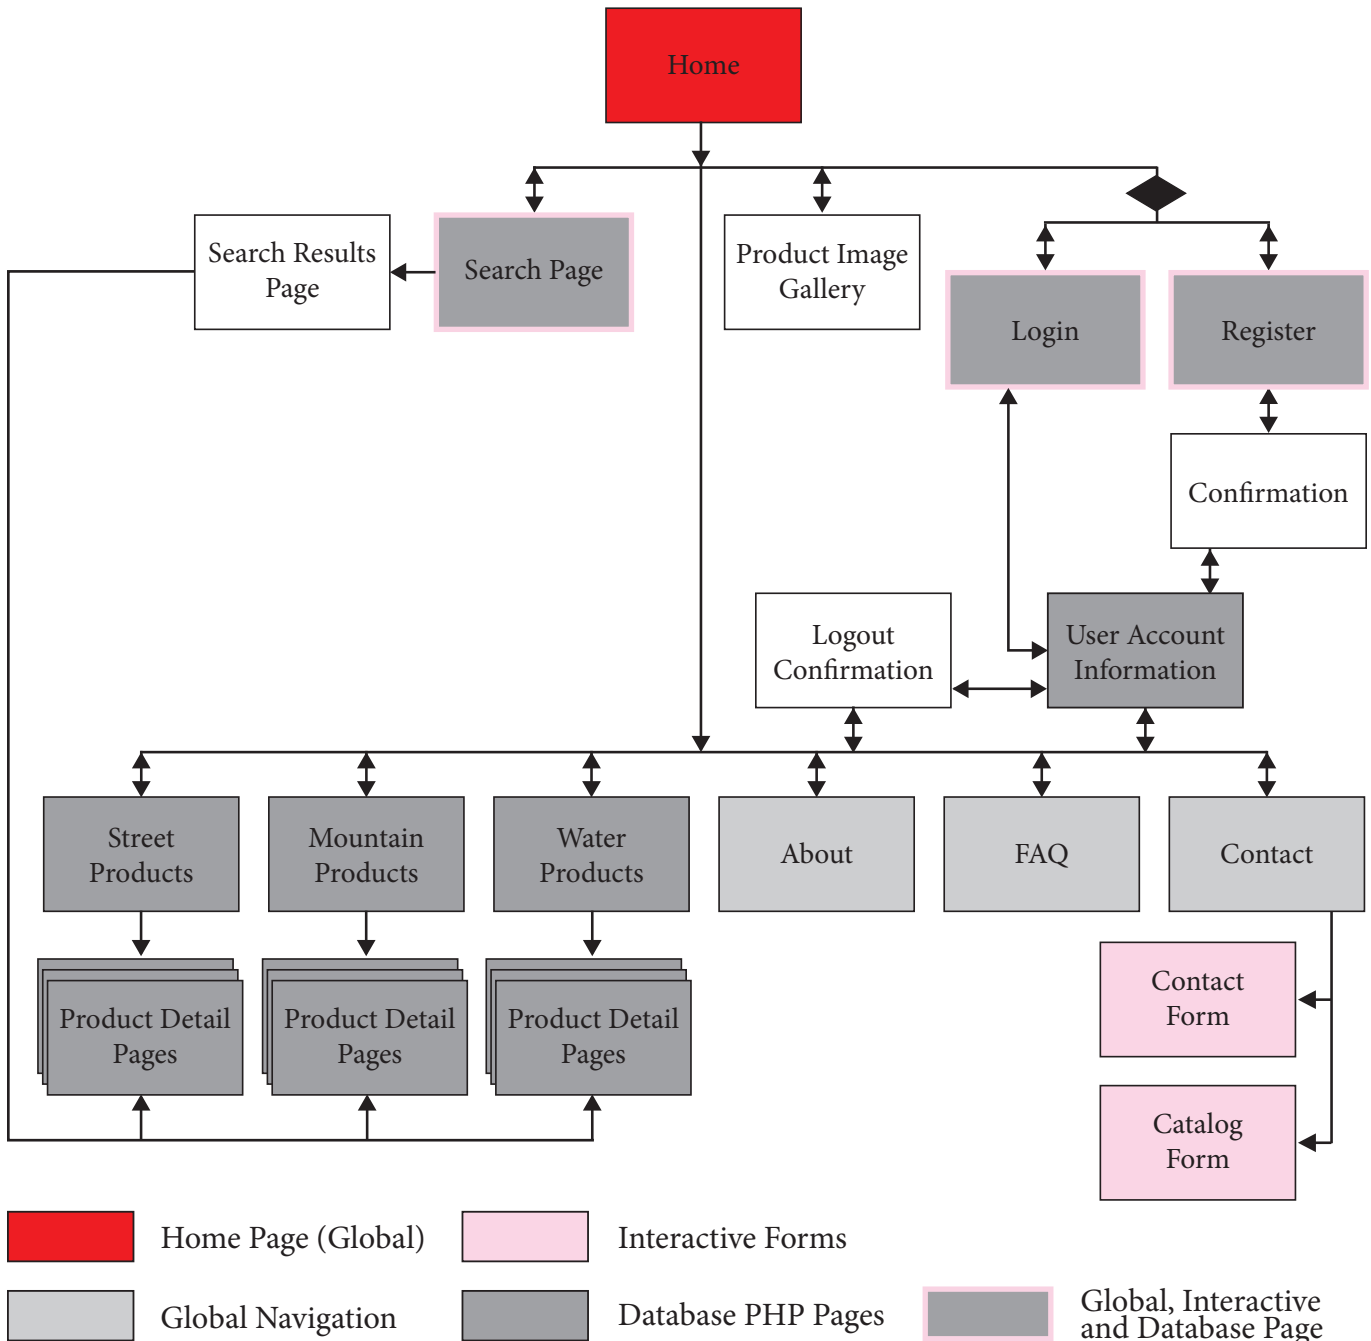 Home
Search Results
Page
Search Page
Product Image
Gallery
Login
Register
Confirmation
Logout
Confirmation
User Account
Information
Street
Products
Mountain
Products
Water
Products
About
FAQ
Contact
Product Detail
Pages
Product Detail
Pages
Product Detail
Pages
Contact
Form
Catalog
Form
Home Page (Global)
Interactive Forms
Global Navigation
Database PHP Pages
Global, Interactive
and Database Page